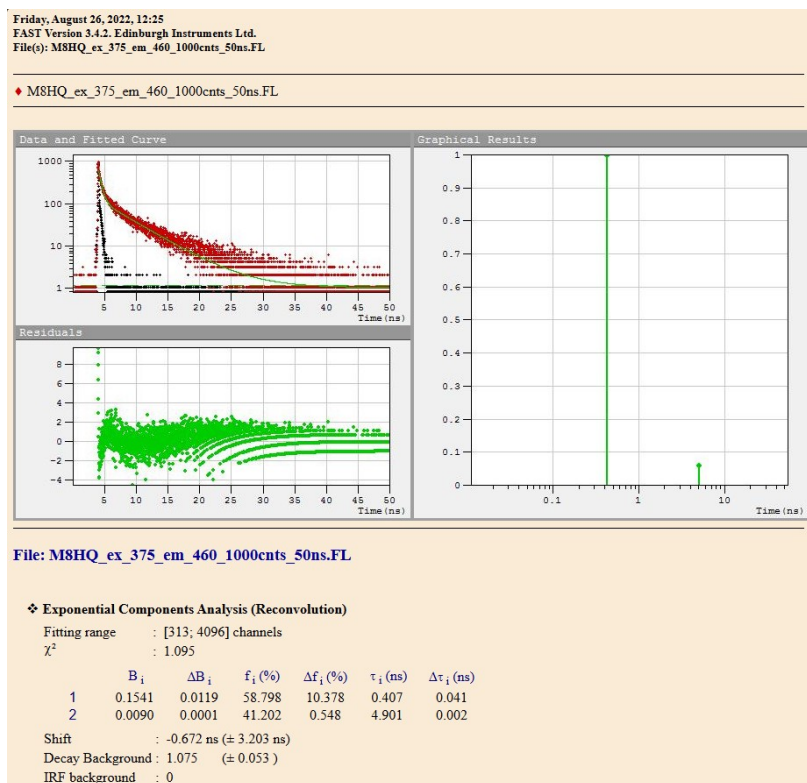 Friday, August 26, 2022, 12:25
FAST Version 3.4.2. Edinburgh Instruments Ltd.
File(s): M8HQ_ex_375_em_460_1000cnts_50ns.FL
♦ M8HQ_ex_375_em_460_1000cnts_50ns.FL
Data and Fitted Curve
1000
100
10
1
5 10 15 20 25 30 35 40 45 50
Time(ns)
Residuals
8
6
4
2
0
-2
-4
5 10 15 20 25 30 35 40 45 50
Time(ns)
Graphical Results
1
0.9
0.8
0.7
0.6
0.5
0.4
0.3
0.2
0.1
0
0.1 1 10
Time(ns)
File: M8HQ_ex_375_em_460_1000cnts_50ns.FL
❖ Exponential Components Analysis (Reconvolution)
Fitting range : [313; 4096] channels
χ² : 1.095
B i ΔB i f i (%) Δf i (%) τ i (ns) Δτ i (ns)
1 0.1541 0.0119 58.798 10.378 0.407 0.041
2 0.0090 0.0001 41.202 0.548 4.901 0.002
Shift : -0.672 ns (± 3.203 ns)
Decay Background : 1.075 (± 0.053 )
IRF background : 0